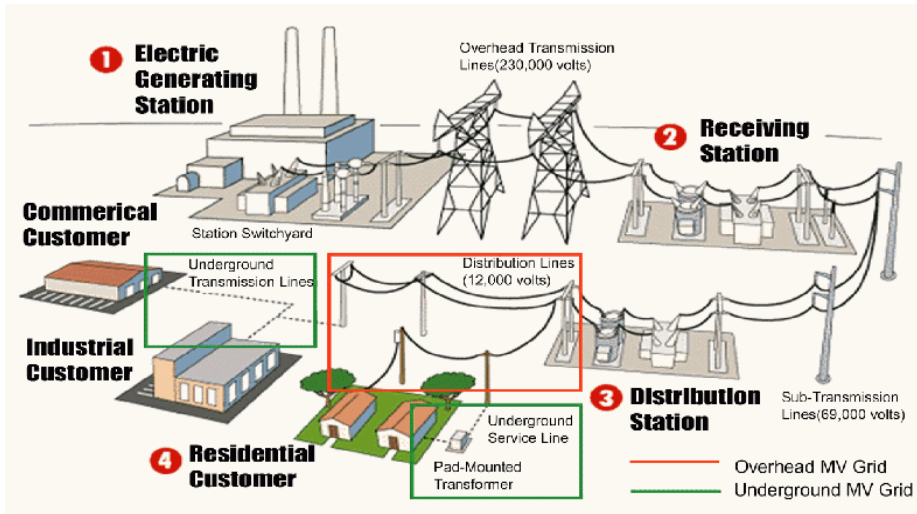 1 Electric
Generating
Station
Overhead Transmission
Lines(230,000 volts)
2 Receiving
Station
Commerical
Customer
Station Switchyard
Underground
Transmission Lines
Distribution Lines
(12,000 volts)
Industrial
Customer
3 Distribution
Station
Sub-Transmission
Lines(69,000 volts)
4 Residential
Customer
Underground
Service Line
Pad-Mounted
Transformer
Overhead MV Grid
Underground MV Grid